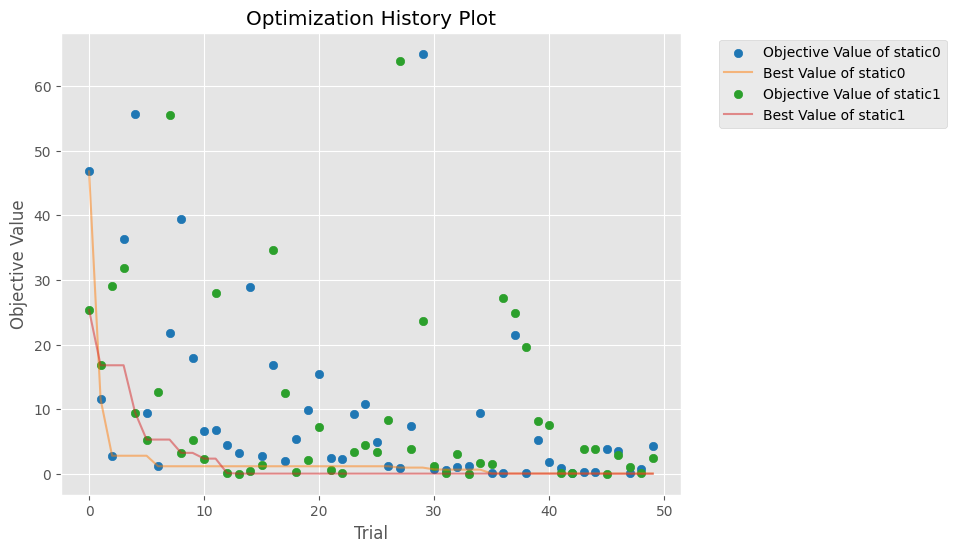 Optimization History Plot
Objective Value of static0
Best Value of static0
Objective Value of static1
Best Value of static1
Objective Value
60
50
40
30
20
10
0
0
10
20
30
40
50
Trial